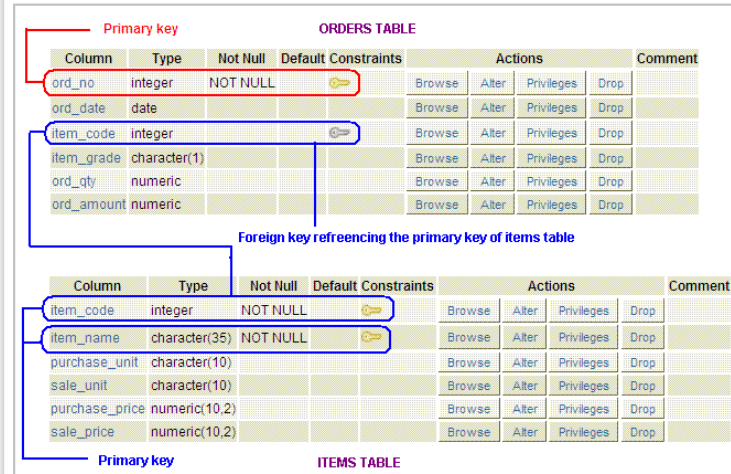 Primary key ORDERS TABLE
Column Type Not Null Default Constraints Actions Comment
ord_no integer NOT NULL Browse Alter Privileges Drop
ord_date date Browse Alter Privileges Drop
item_code integer Browse Alter Privileges Drop
item_grade character(1) Browse Alter Privileges Drop
ord_qty numeric Browse Alter Privileges Drop
ord_amount numeric Browse Alter Privileges Drop
Foreign key refreencing the primary key of items table
Column Type Not Null Default Constraints Actions Comment
item_code integer NOT NULL Browse Alter Privileges Drop
item_name character(35) NOT NULL Browse Alter Privileges Drop
purchase_unit character(10) Browse Alter Privileges Drop
sale_unit character(10) Browse Alter Privileges Drop
purchase_price numeric(10,2) Browse Alter Privileges Drop
sale_price numeric(10,2) Browse Alter Privileges Drop
Primary key ITEMS TABLE